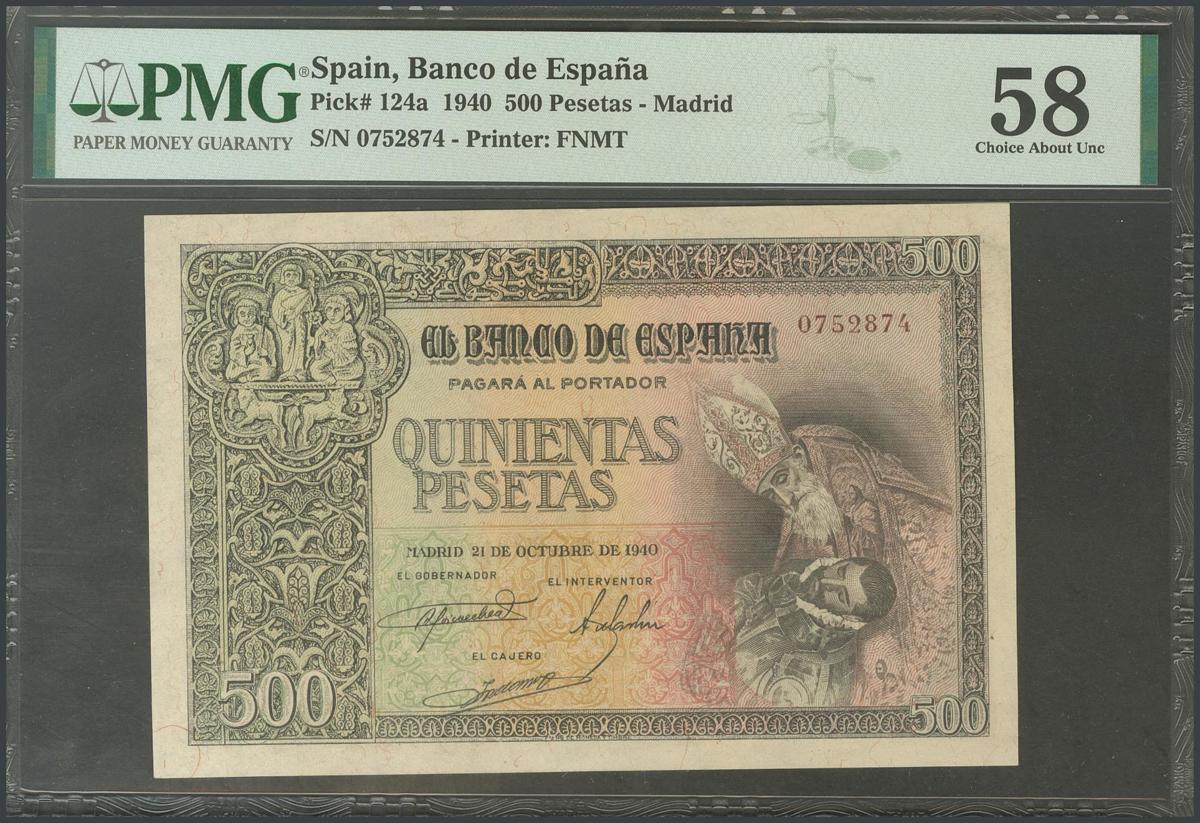 PMG®
PAPER MONEY GUARANTY
Spain, Banco de España
Pick# 124a 1940 500 Pesetas - Madrid
S/N 0752874 - Printer: FNMT
58
Choice About Unc
500
EL BANCO DE ESPAÑA
0752874
PAGARÁ AL PORTADOR
QUINIENTAS
PESETAS
MADRID 21 DE OCTUBRE DE 1940
EL GOBERNADOR
EL INTERVENTOR
EL CAJERO
500
500